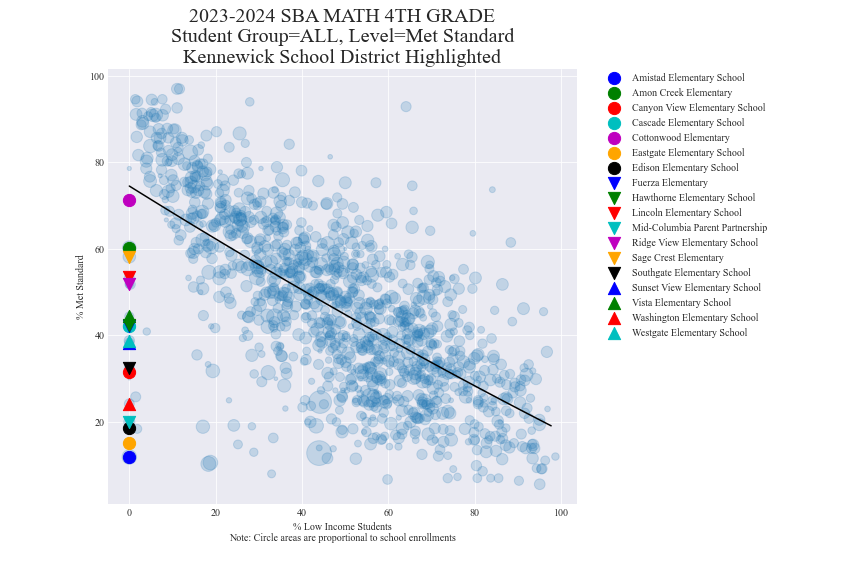 2023-2024 SBA MATH 4TH GRADE
Student Group=ALL, Level=Met Standard
Kennewick School District Highlighted
100
80
60
40
20
% Met Standard
0
20
40
60
80
100
% Low Income Students
Note: Circle areas are proportional to school enrollments
Amistad Elementary School
Amon Creek Elementary
Canyon View Elementary School
Cascade Elementary School
Cottonwood Elementary
Eastgate Elementary School
Edison Elementary School
Fuerza Elementary
Hawthorne Elementary School
Lincoln Elementary School
Mid-Columbia Parent Partnership
Ridge View Elementary School
Sage Crest Elementary
Southgate Elementary School
Sunset View Elementary School
Vista Elementary School
Washington Elementary School
Westgate Elementary School